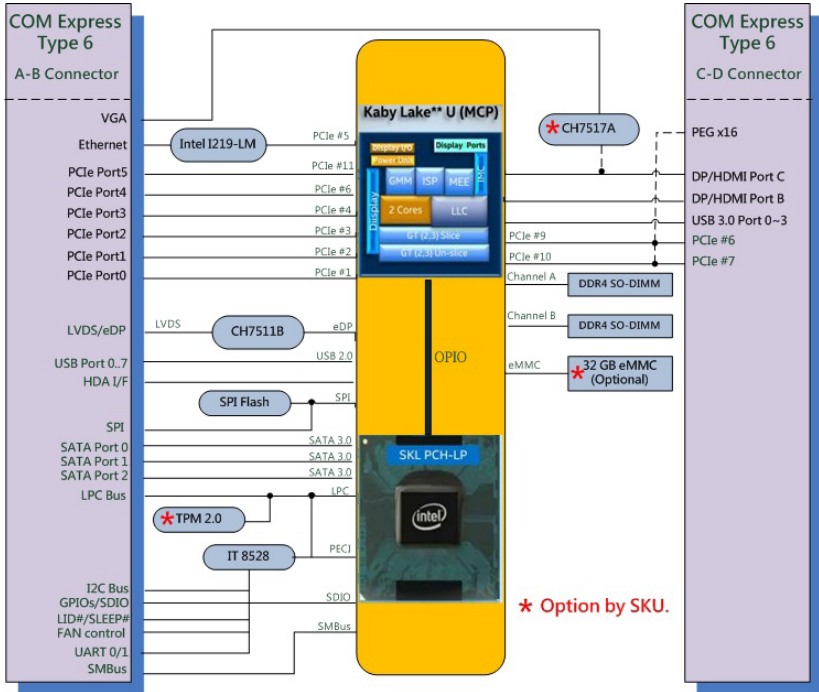 COM Express
Type 6
A-B Connector
VGA
Ethernet
PCIe Port5
PCIe Port4
PCIe Port3
PCIe Port2
PCIe Port1
PCIe Port0
LVDS/eDP
USB Port 0..7
HDA I/F
SPI
SATA Port 0
SATA Port 1
SATA Port 2
LPC Bus
I2C Bus
GPIOs/SDIO
LID#/SLEEP#
FAN control
UART 0/1
SMBus
Intel I219-LM
LVDS
CH7511B
SPI Flash
* TPM 2.0
IT 8528
PCIe #5
PCIe #11
PCIe #6
PCIe #4
PCIe #3
PCIe #2
PCIe #1
eDP
USB 2.0
SPI
SATA 3.0
SATA 3.0
SATA 3.0
LPC
PECI
SDIO
SMBus
Kaby Lake** U (MCP)
Display I/O
Power Unit
Display Ports
GMM
ISP
MEE
IMC
Diisplay
2 Cores
LLC
GT (2,3) Slice
GT (2,3) Un-slice
OPIO
SKL PCH-LP
intel
* CH7517A
PCIe #9
PCIe #10
Channel A
DDR4 SO-DIMM
Channel B
DDR4 SO-DIMM
eMMC
* 32 GB eMMC
(Optional)
* Option by SKU.
COM Express
Type 6
C-D Connector
PEG x16
DP/HDMI Port C
DP/HDMI Port B
USB 3.0 Port 0~3
PCIe #6
PCIe #7